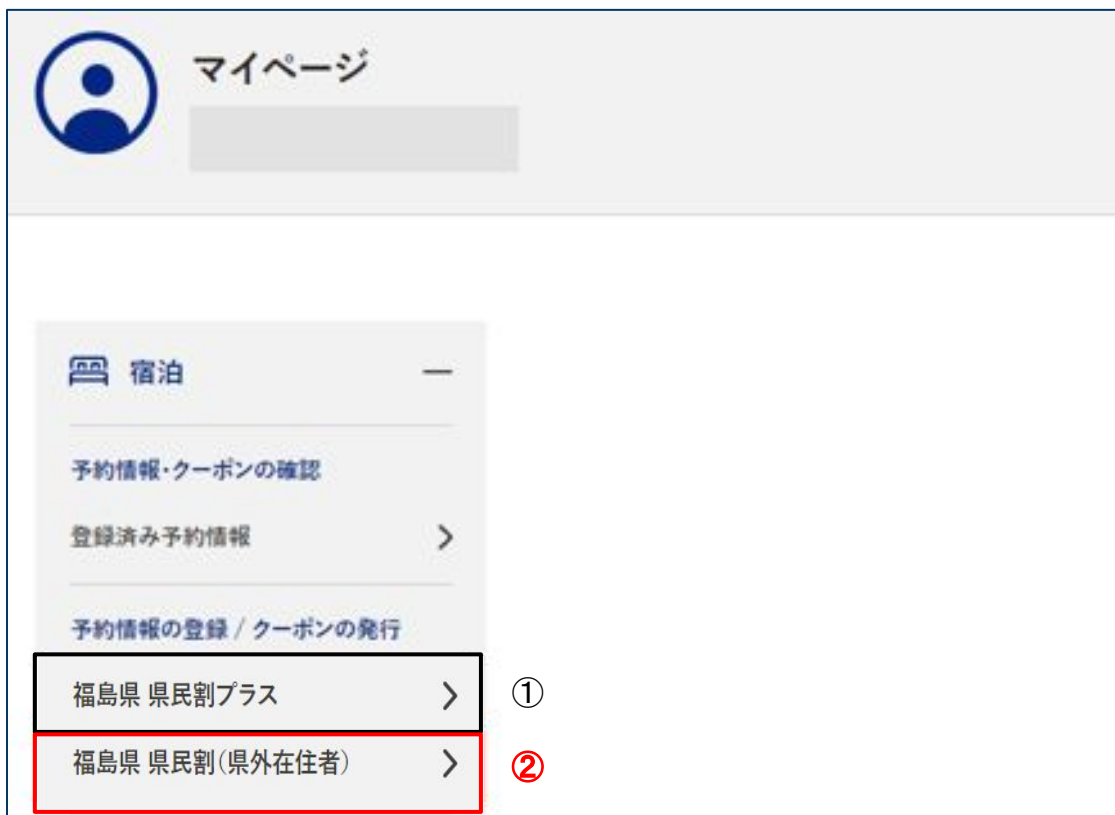 マイページ
宿泊
予約情報・クーポンの確認
登録済み予約情報
予約情報の登録 / クーポンの発行
福島県 県民割プラス ①
福島県 県民割(県外在住者) ②